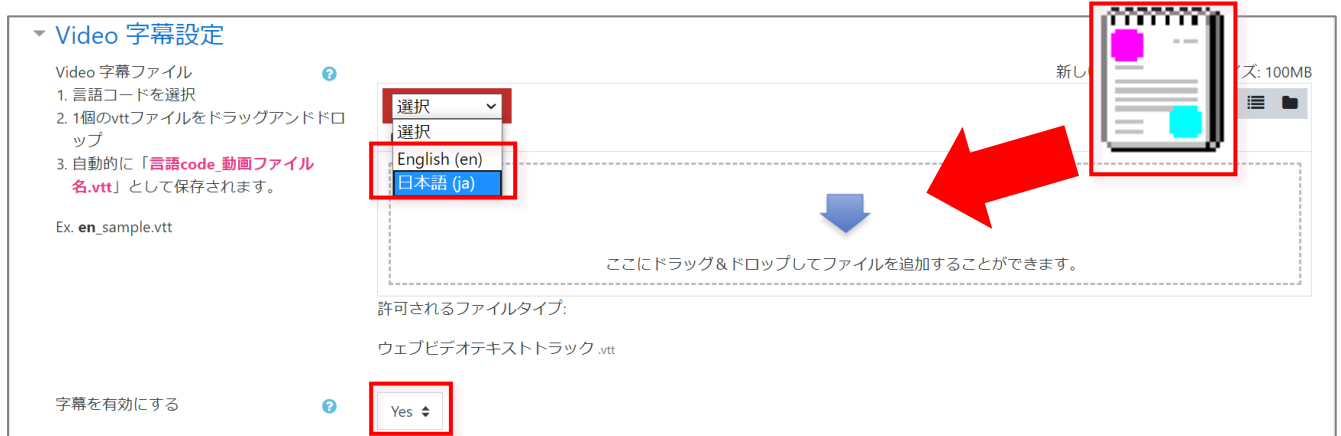 Video 字幕設定
Video 字幕ファイル
新し
イズ: 100MB
1. 言語コードを選択
2. 1個のvttファイルをドラッグアンドドロ
ップ
3. 自動的に「言語code_動画ファイル
名.vtt」として保存されます。
Ex. en_sample.vtt
選択
選択
English (en)
日本語 (ja)
ここにドラッグ&ドロップしてファイルを追加することができます。
許可されるファイルタイプ:
ウェブビデオテキストトラック .vtt
字幕を有効にする
Yes